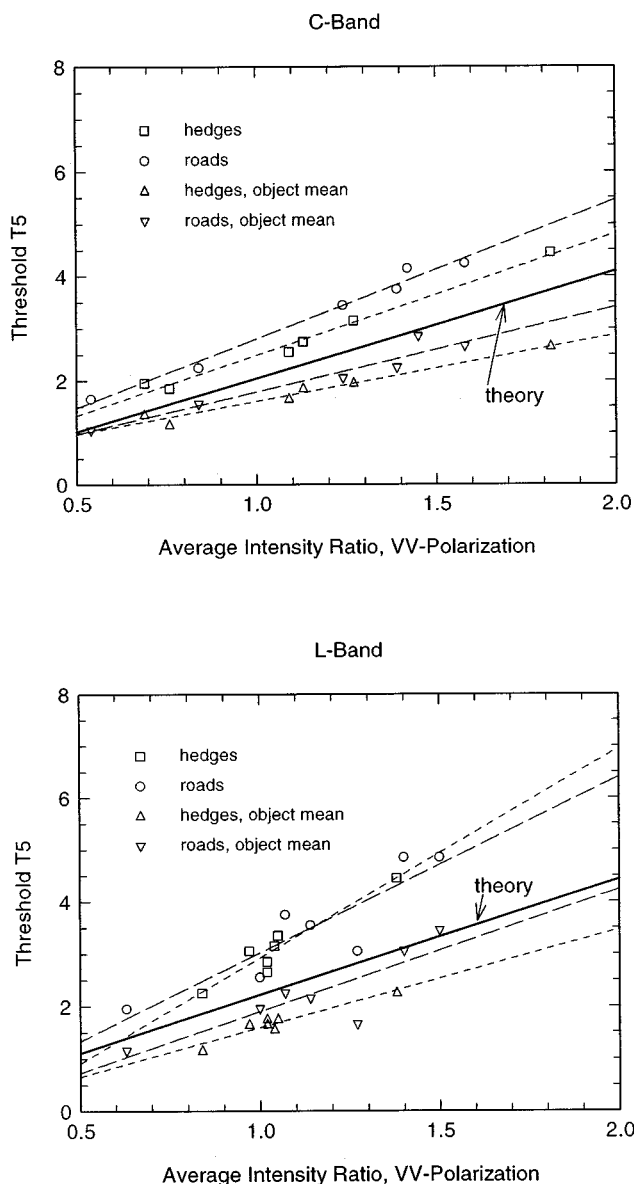 C-Band
8
hedges
roads
6
hedges, object mean
roads, object mean
Threshold T5
4
2
theory
0
0.5 1.0 1.5 2.0
Average Intensity Ratio, VV-Polarization
L-Band
8
hedges
roads
6
hedges, object mean
roads, object mean
Threshold T5
theory
4
2
0
0.5 1.0 1.5 2.0
Average Intensity Ratio, VV-Polarization